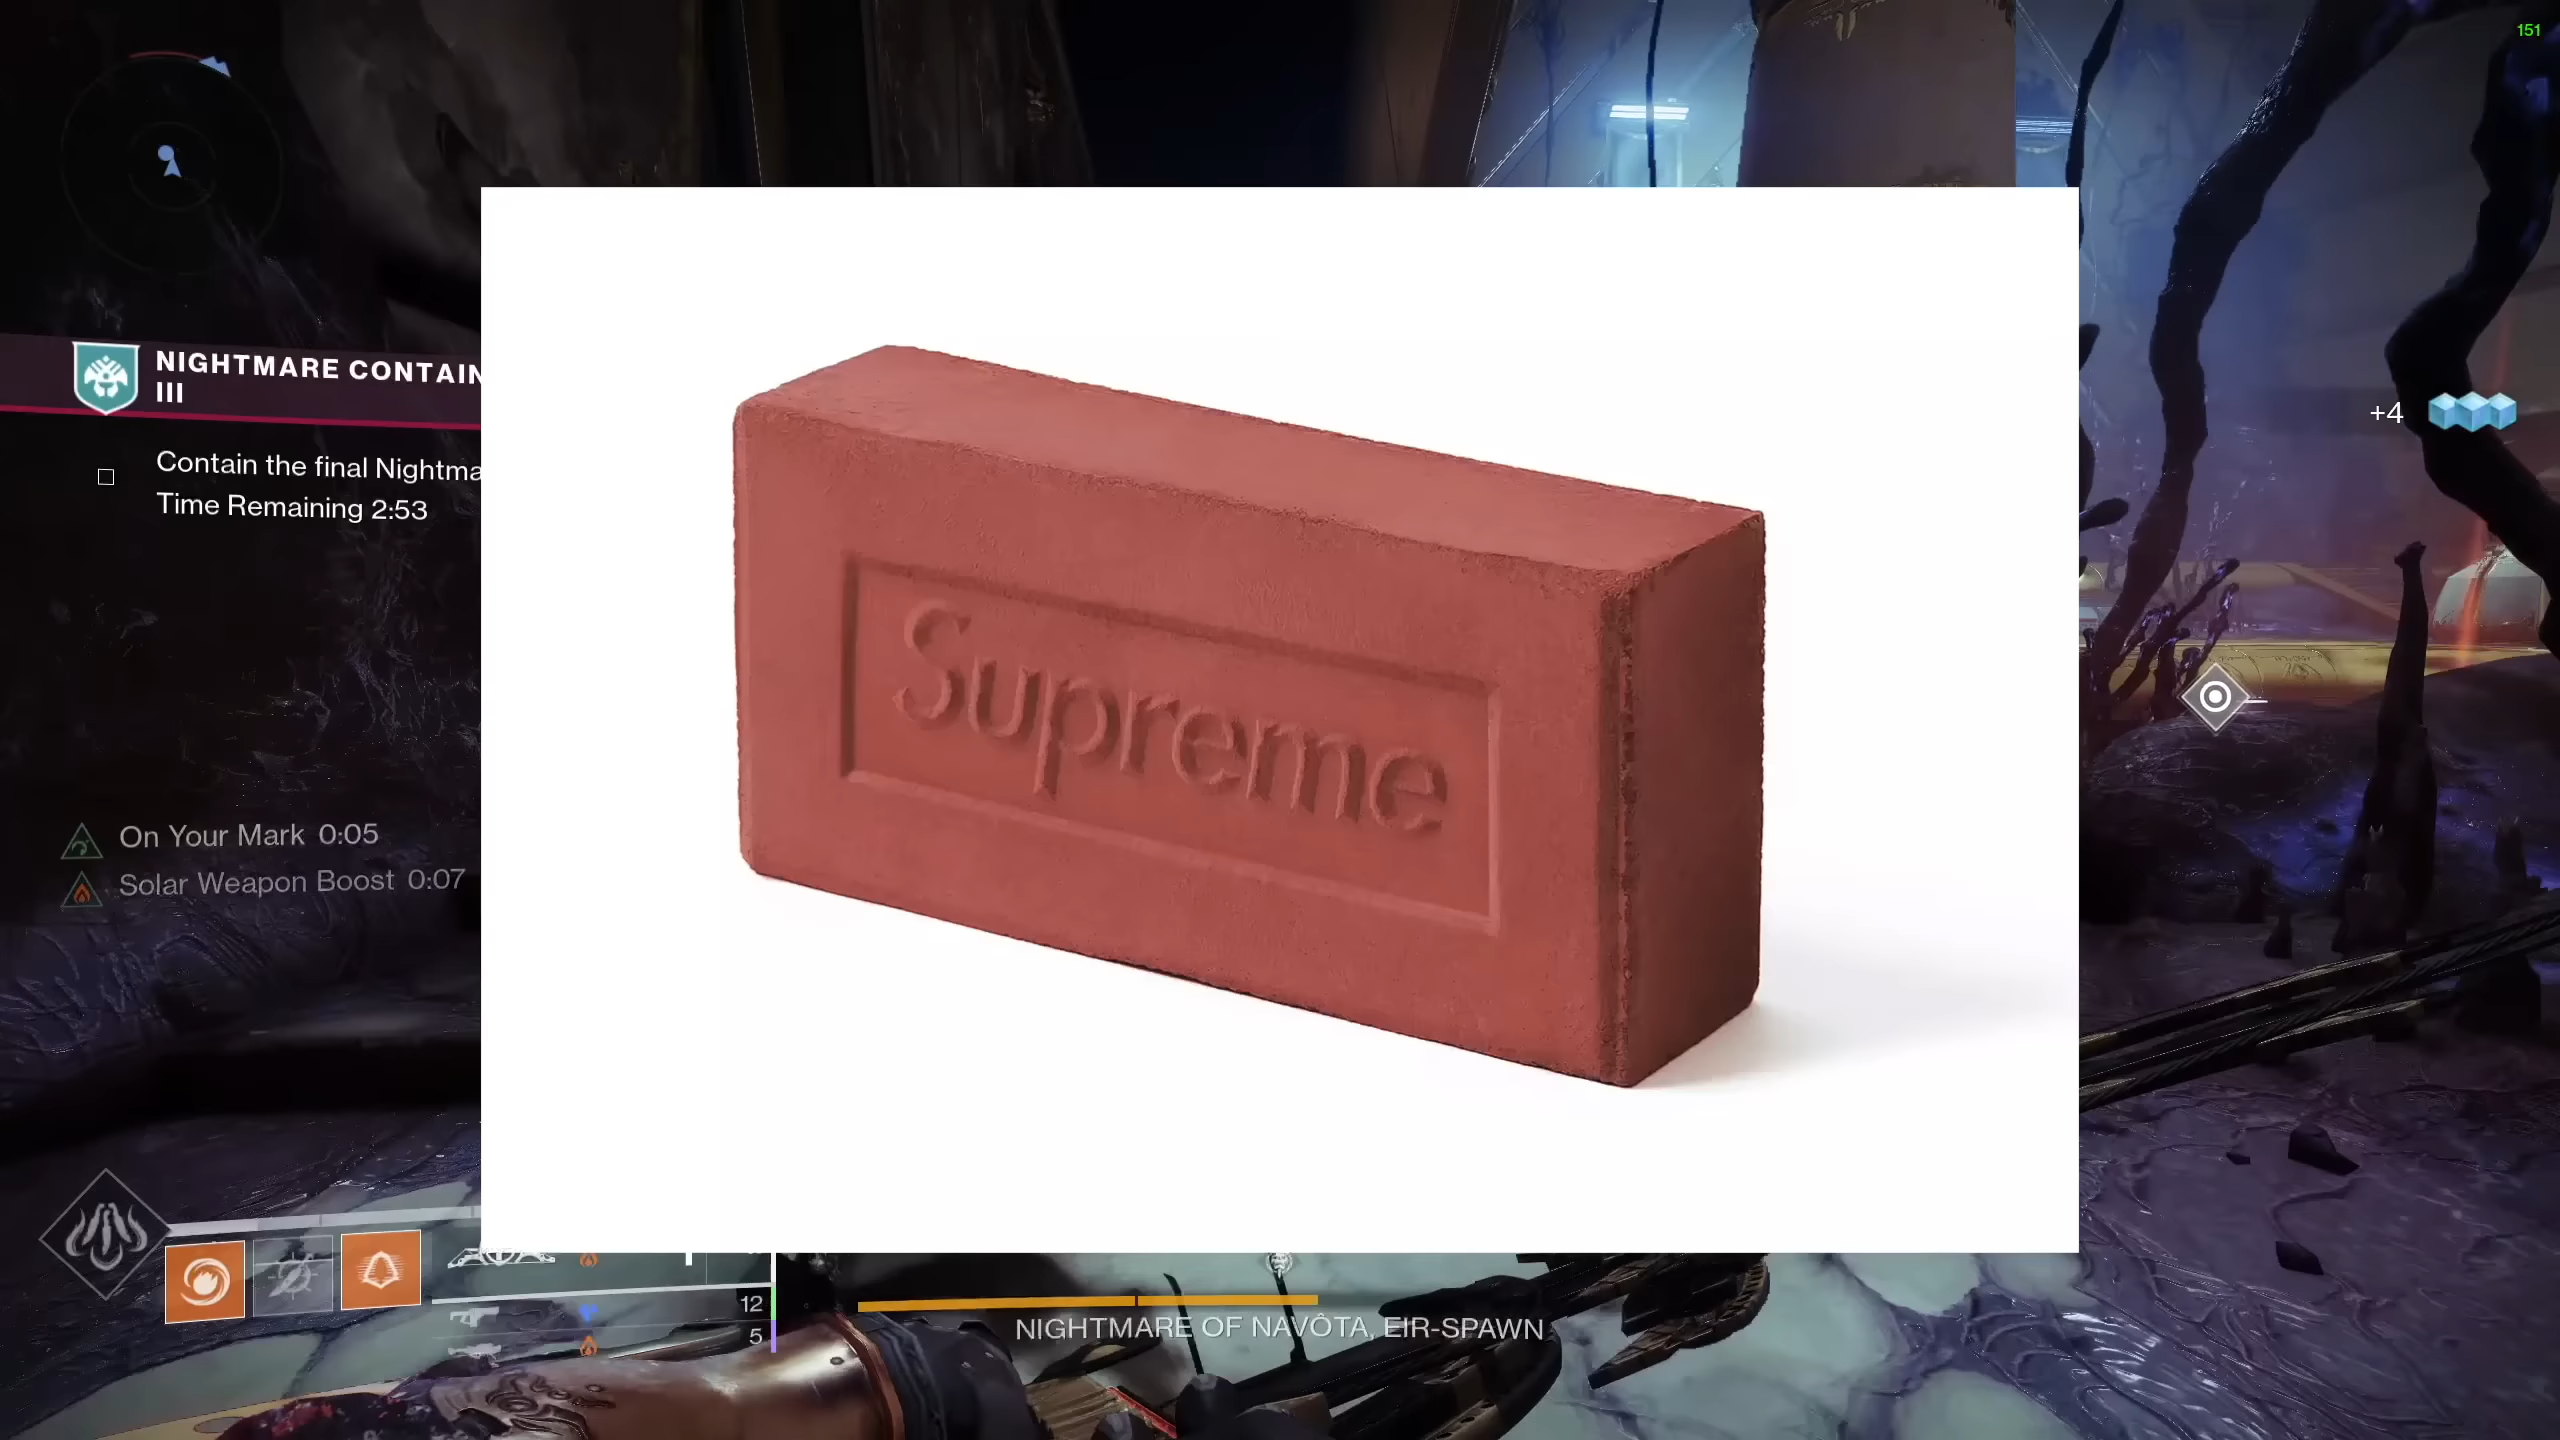 151
NIGHTMARE CONTAIN
III
+4
Contain the final Nightma
Time Remaining 2:53
Supreme
On Your Mark 0:05
Solar Weapon Boost 0:07
12
5
NIGHTMARE OF NAVÔTA, EIR-SPAWN